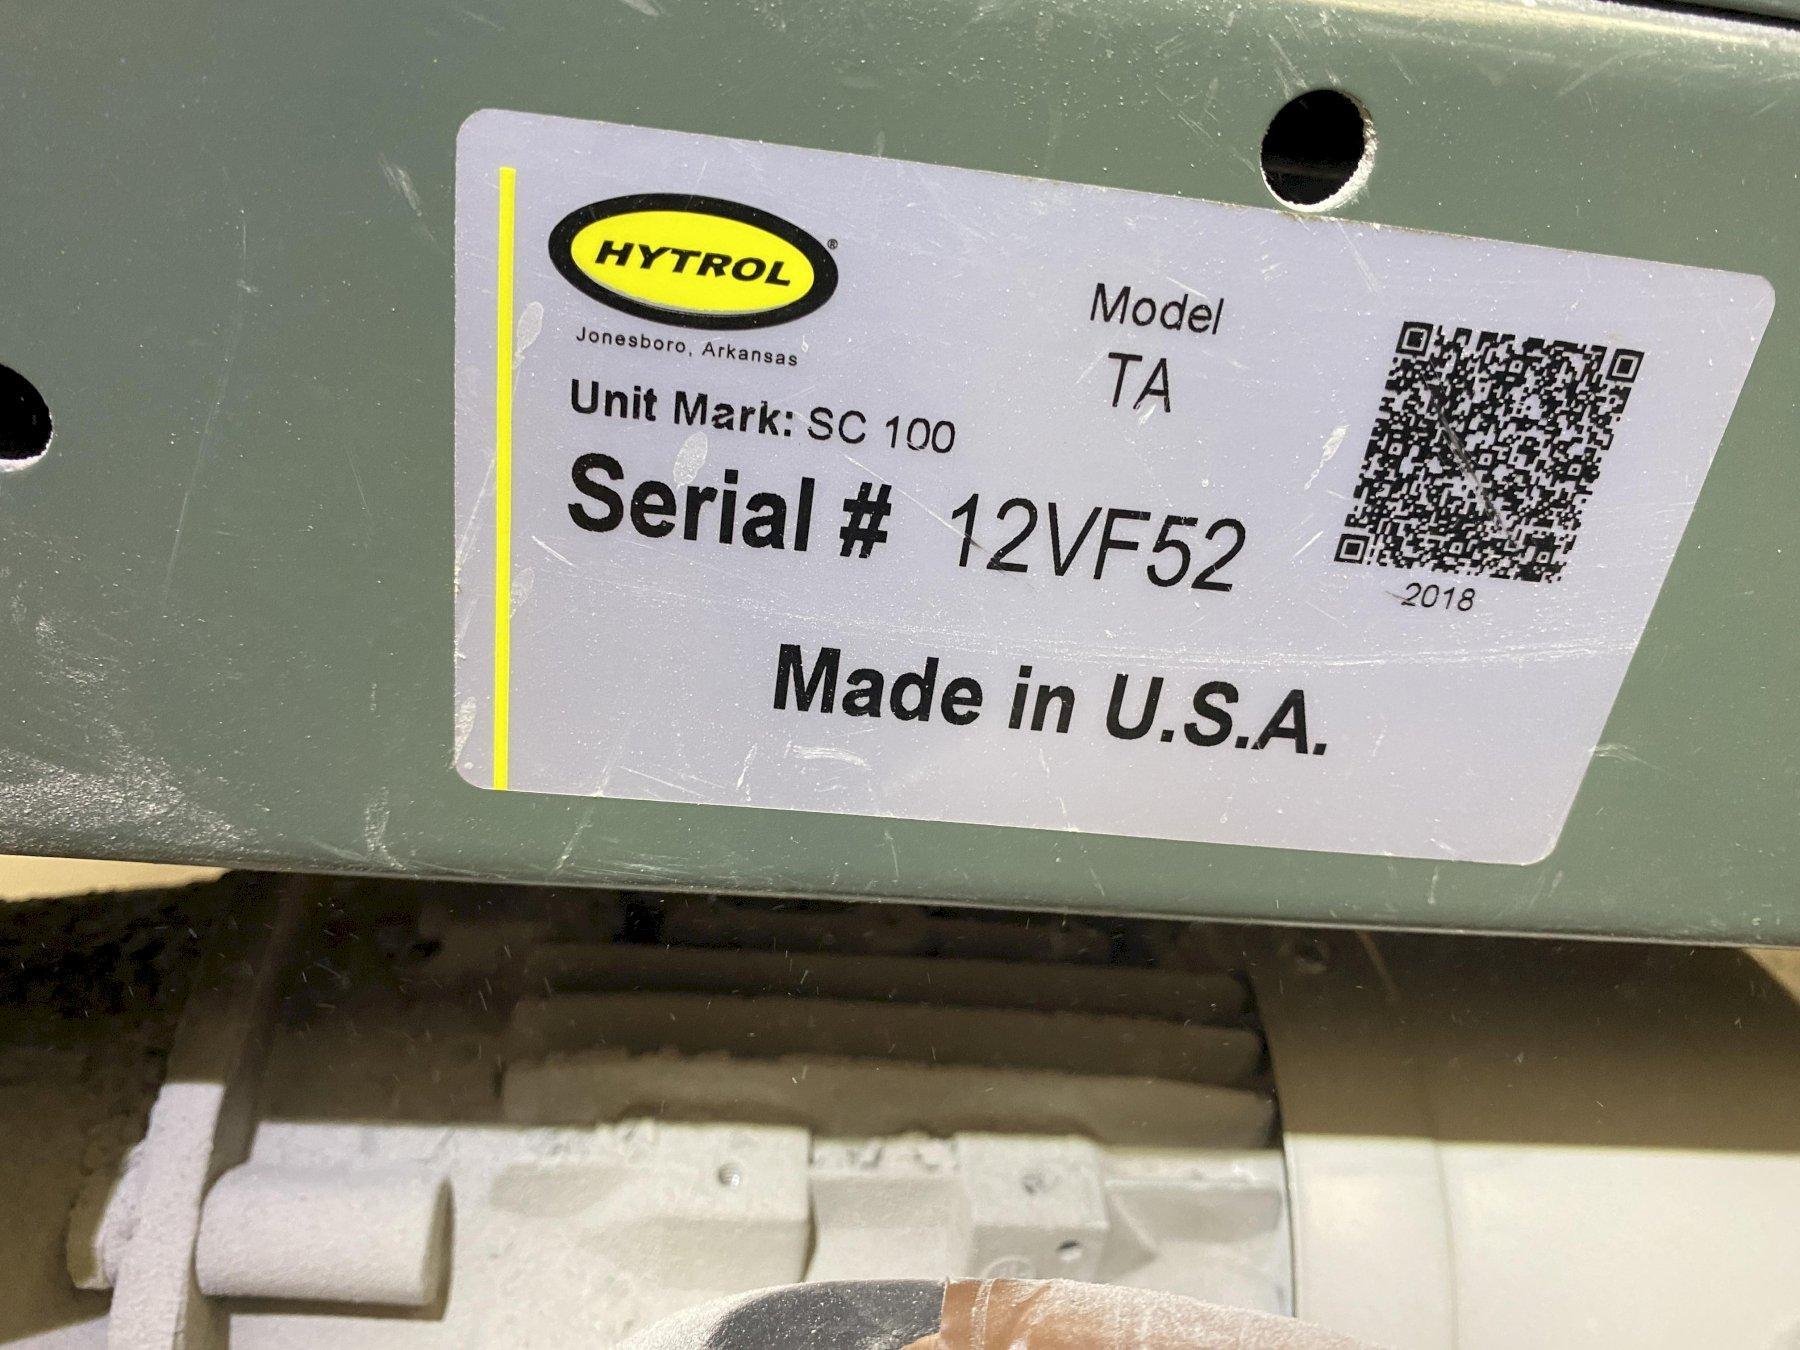 HYTROL®
Jonesboro, Arkansas
Model
TA
Unit Mark: SC 100
Serial # 12VF52
2018
Made in U.S.A.